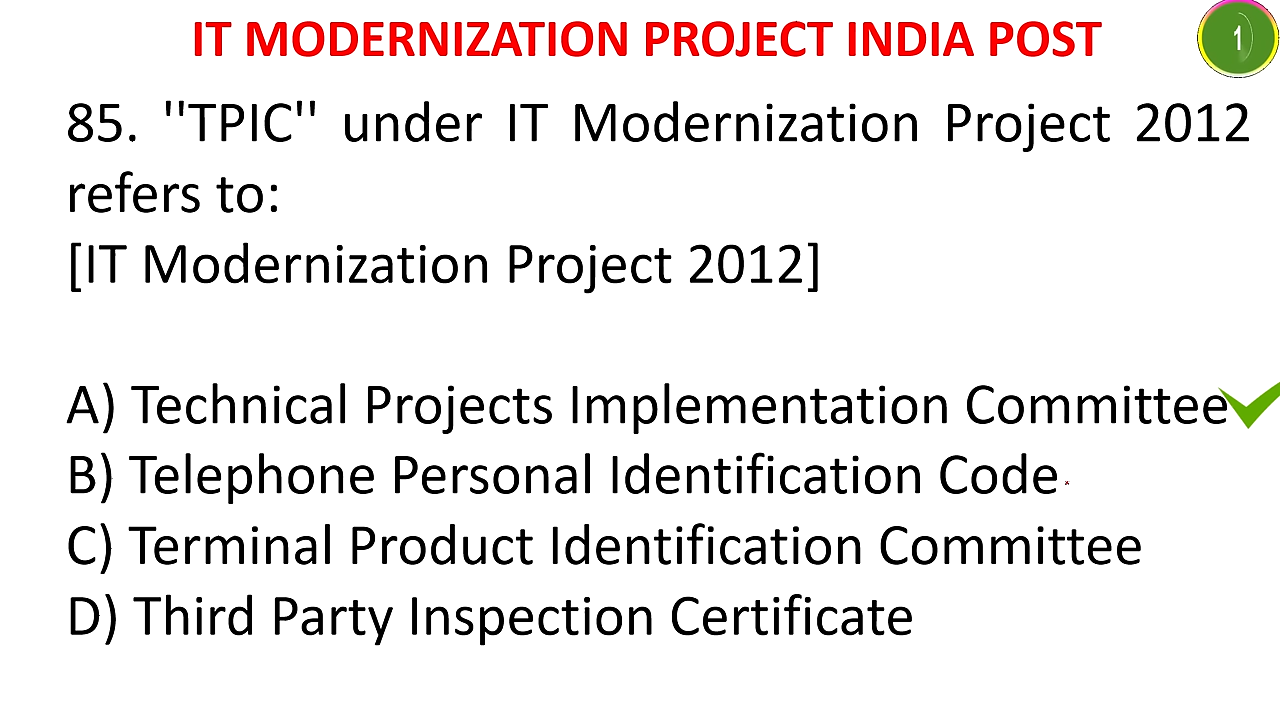 IT MODERNIZATION PROJECT INDIA POST
1
85. ''TPIC'' under IT Modernization Project 2012
refers to:
[IT Modernization Project 2012]
A) Technical Projects Implementation Committee
B) Telephone Personal Identification Code
C) Terminal Product Identification Committee
D) Third Party Inspection Certificate